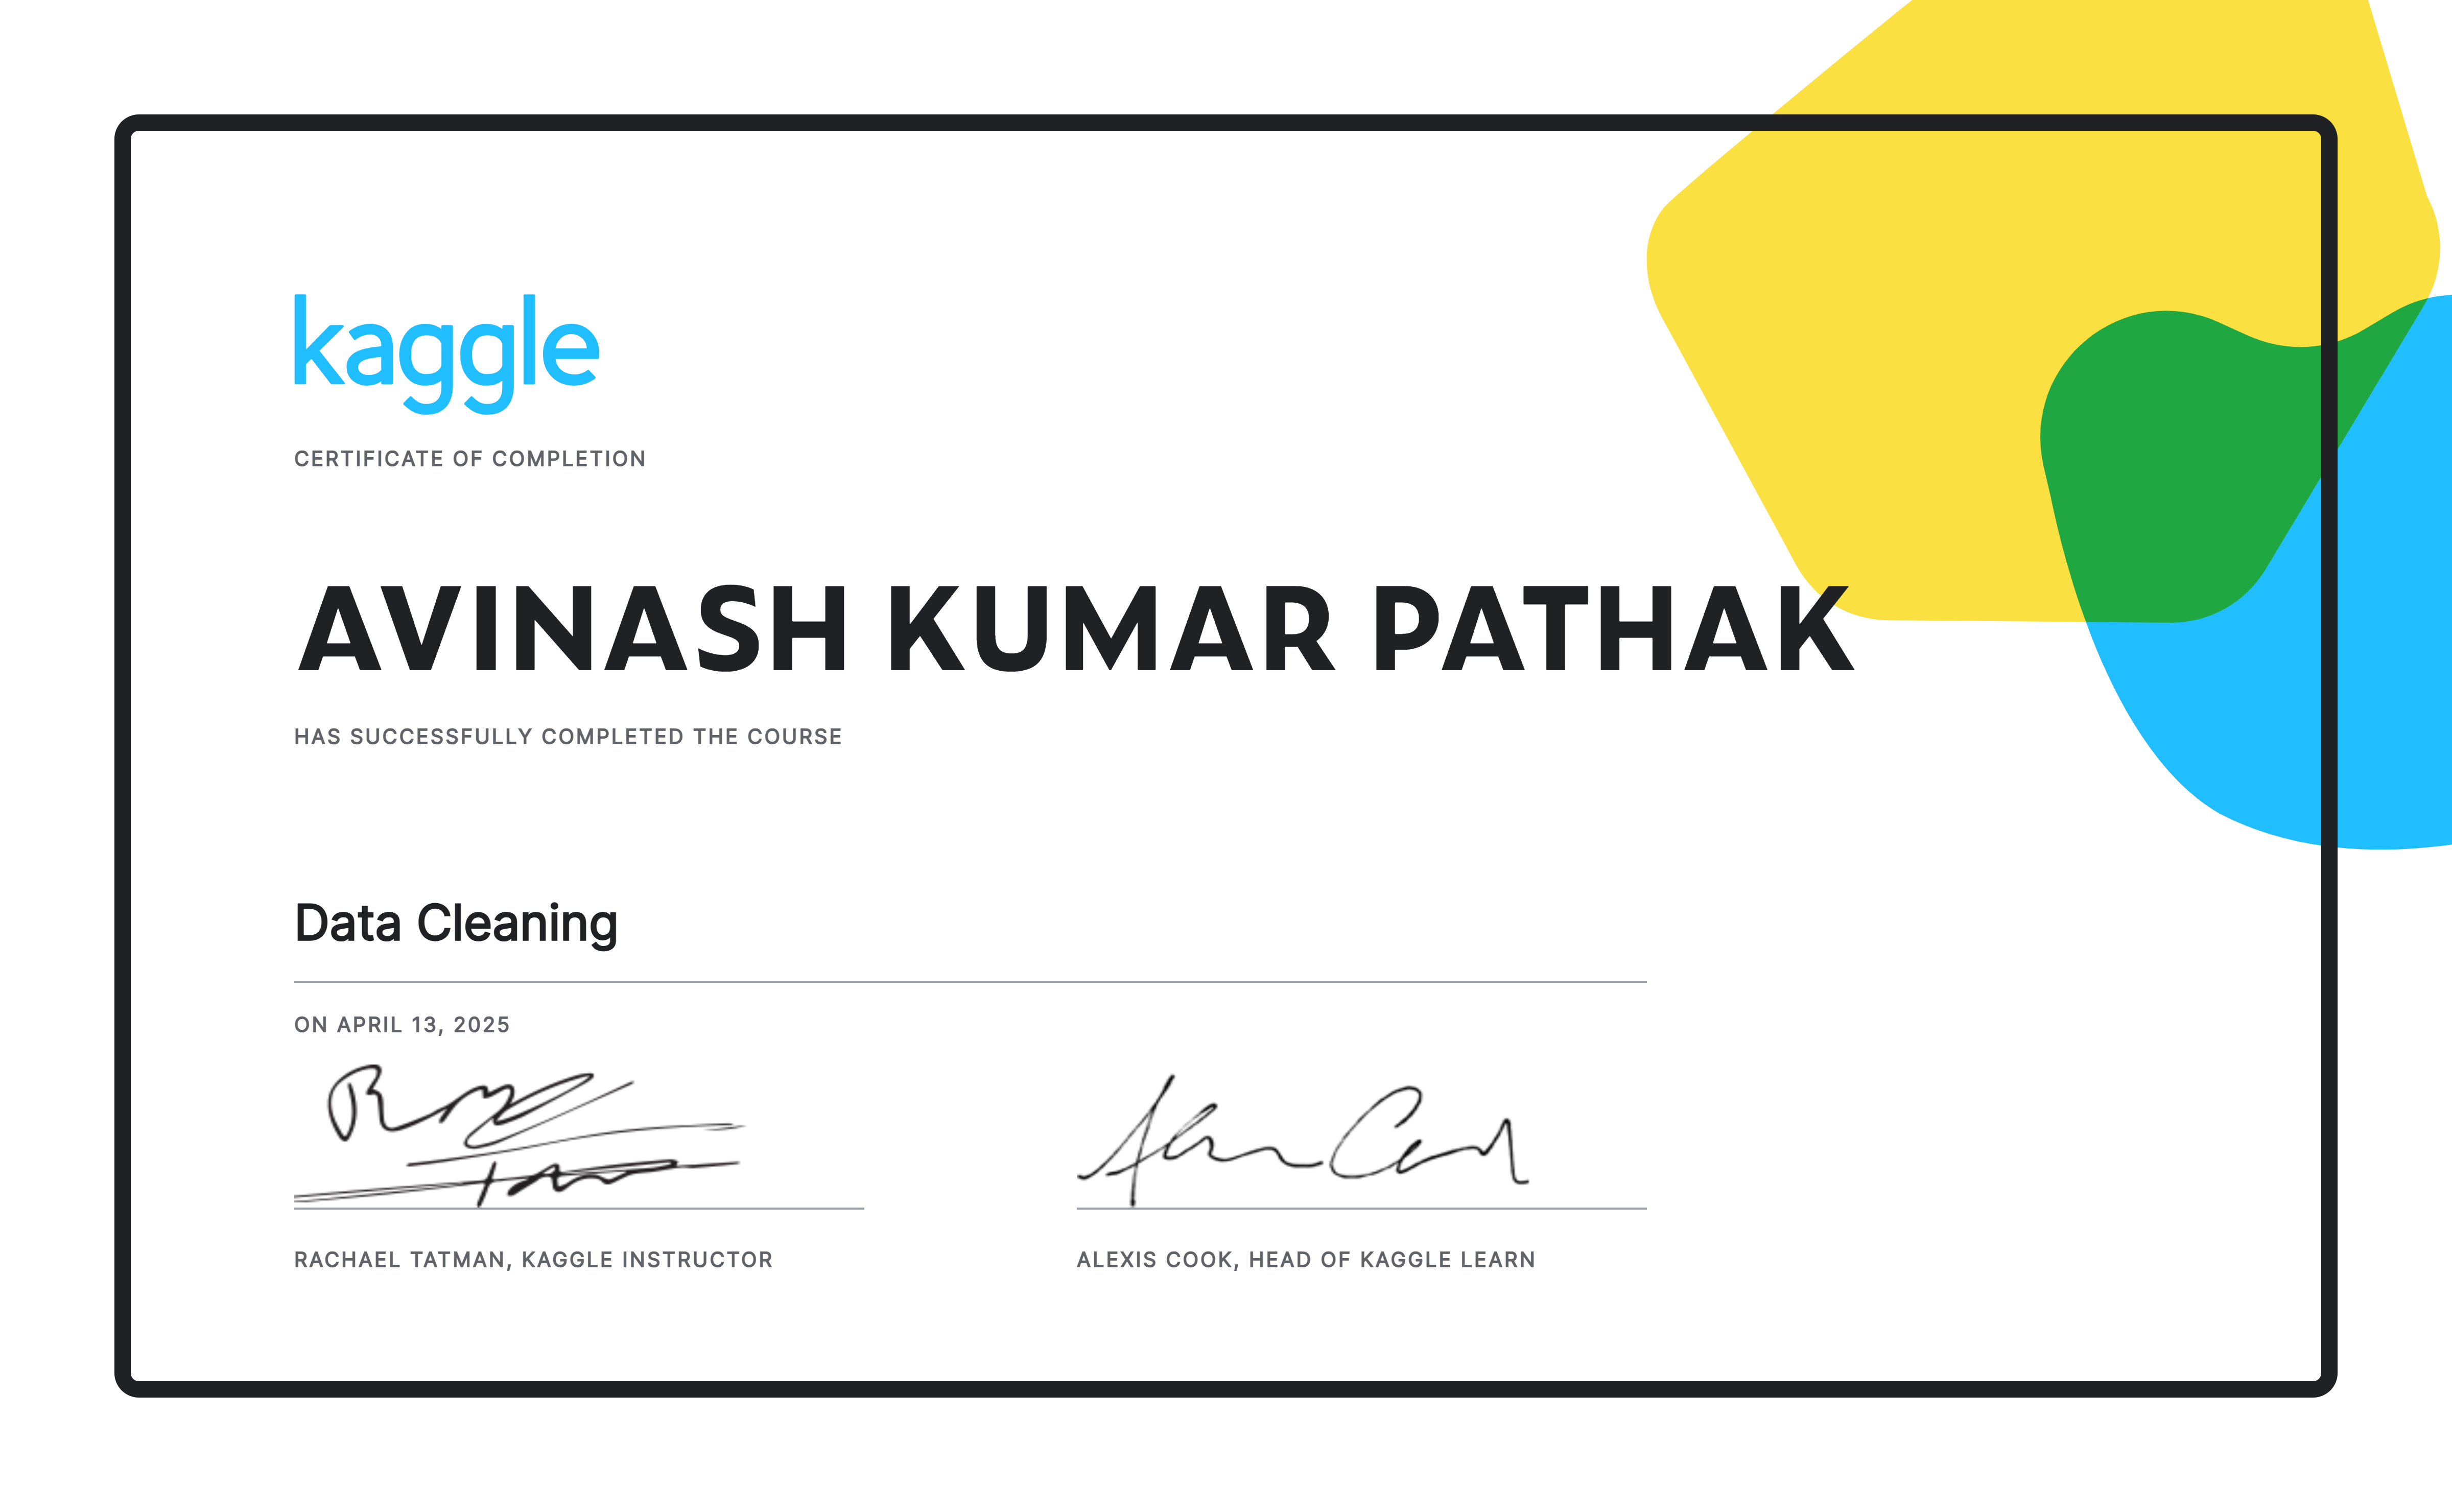 kaggle
CERTIFICATE OF COMPLETION
AVINASH KUMAR PATHAK
HAS SUCCESSFULLY COMPLETED THE COURSE
Data Cleaning
ON APRIL 13, 2025
RACHAEL TATMAN, KAGGLE INSTRUCTOR
ALEXIS COOK, HEAD OF KAGGLE LEARN